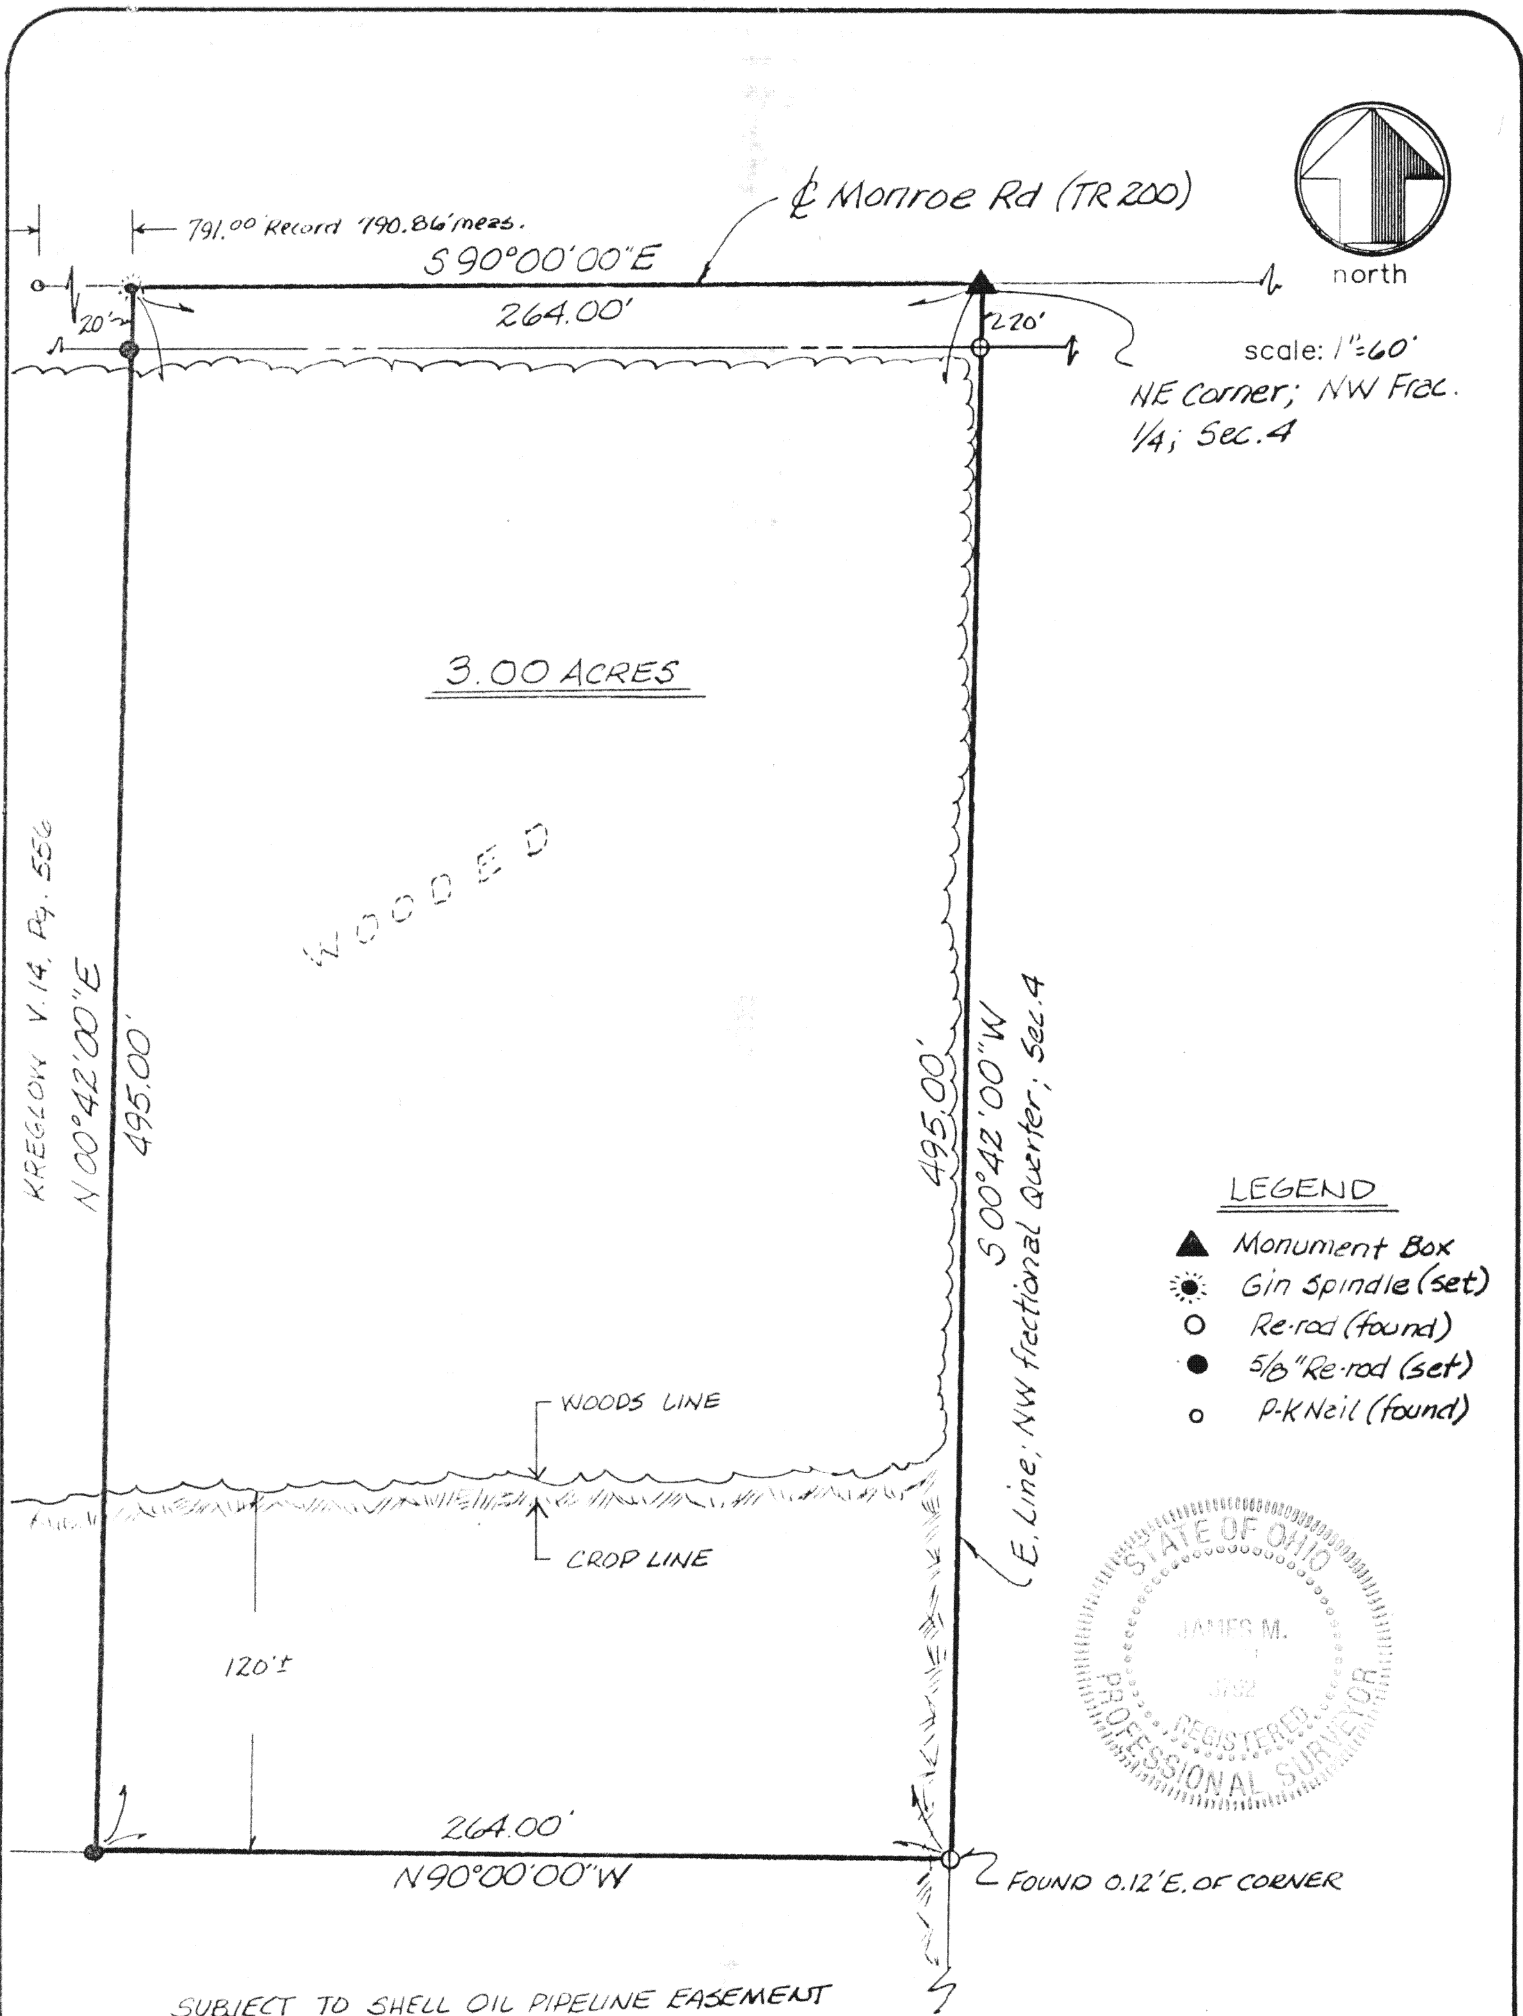 ℄ Monroe Rd (TR 200)
791.00 Record 790.86' meas.
S 90°00'00"E
264.00'
north
20'
20'
scale: 1"=60'
NE Corner; NW Frac.
1/4; Sec. 4
3.00 ACRES
WOODED
KREGLOW V. 14, Pg. 556
N 00°42'00"E
495.00'
495.00'
S 00°42'00"W
E. Line; NW fractional Quarter; Sec. 4
LEGEND
Monument Box
Gin Spindle (set)
Re-rod (found)
5/8" Re-rod (set)
P-K Nail (found)
WOODS LINE
CROP LINE
STATE OF OHIO
JAMES M.
REGISTERED
PROFESSIONAL SURVEYOR
120'±
264.00'
N 90°00'00"W
FOUND 0.12' E. OF CORNER
SUBJECT TO SHELL OIL PIPELINE EASEMENT